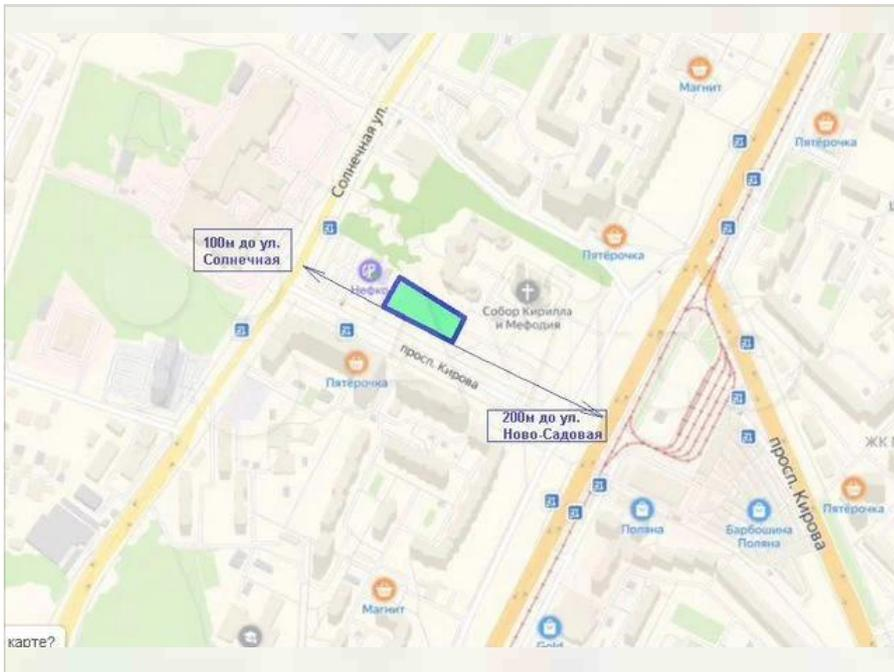 Магнит
Пятёрочка
Солнечная ул.
100м до ул.
Солнечная
Пятёрочка
Собор Кирилла
и Мефодия
просп. Кирова
Пятёрочка
200м до ул.
Ново-Садовая
ЖК
просп. Кирова
Пятёрочка
Поляна
Барбошина
Поляна
Магнит
Gold
карте?